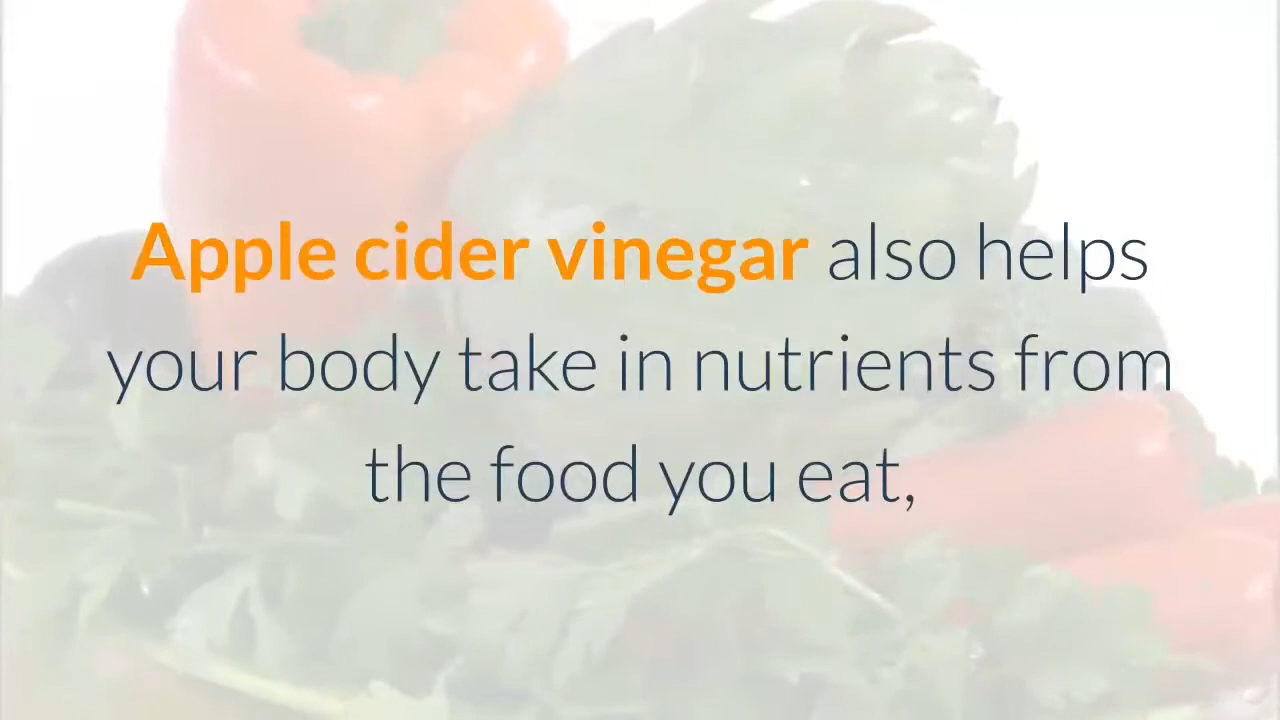 Apple cider vinegar also helps
your body take in nutrients from
the food you eat,